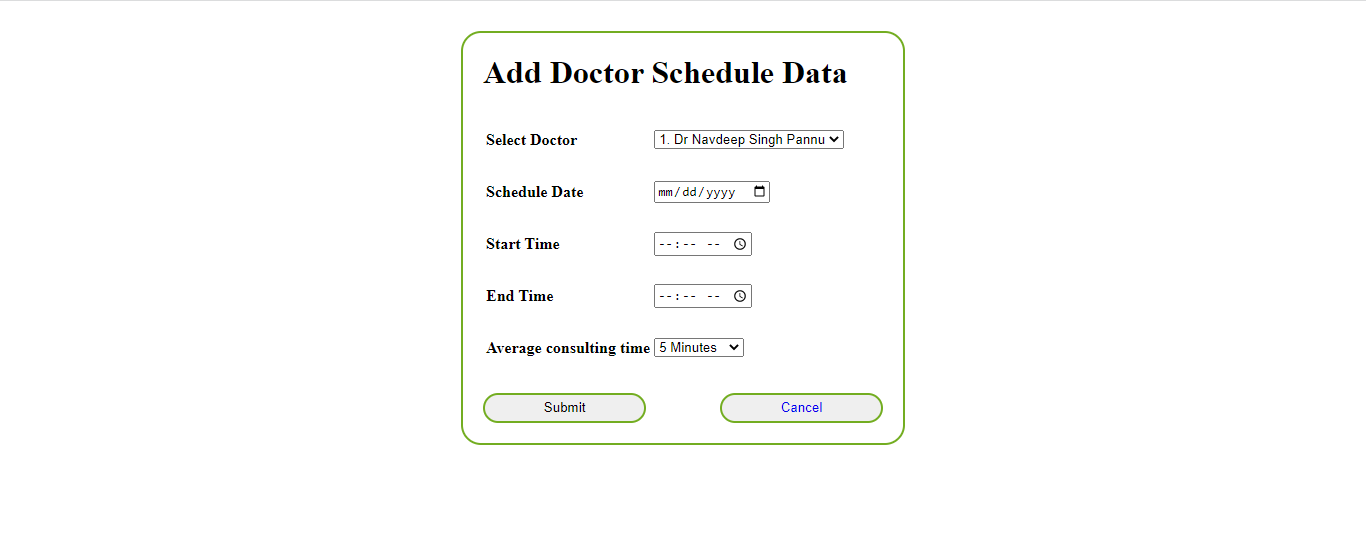 Add Doctor Schedule Data
Select Doctor 1. Dr Navdeep Singh Pannu
Schedule Date mm/dd/yyyy
Start Time --:-- --
End Time --:-- --
Average consulting time 5 Minutes
Submit Cancel